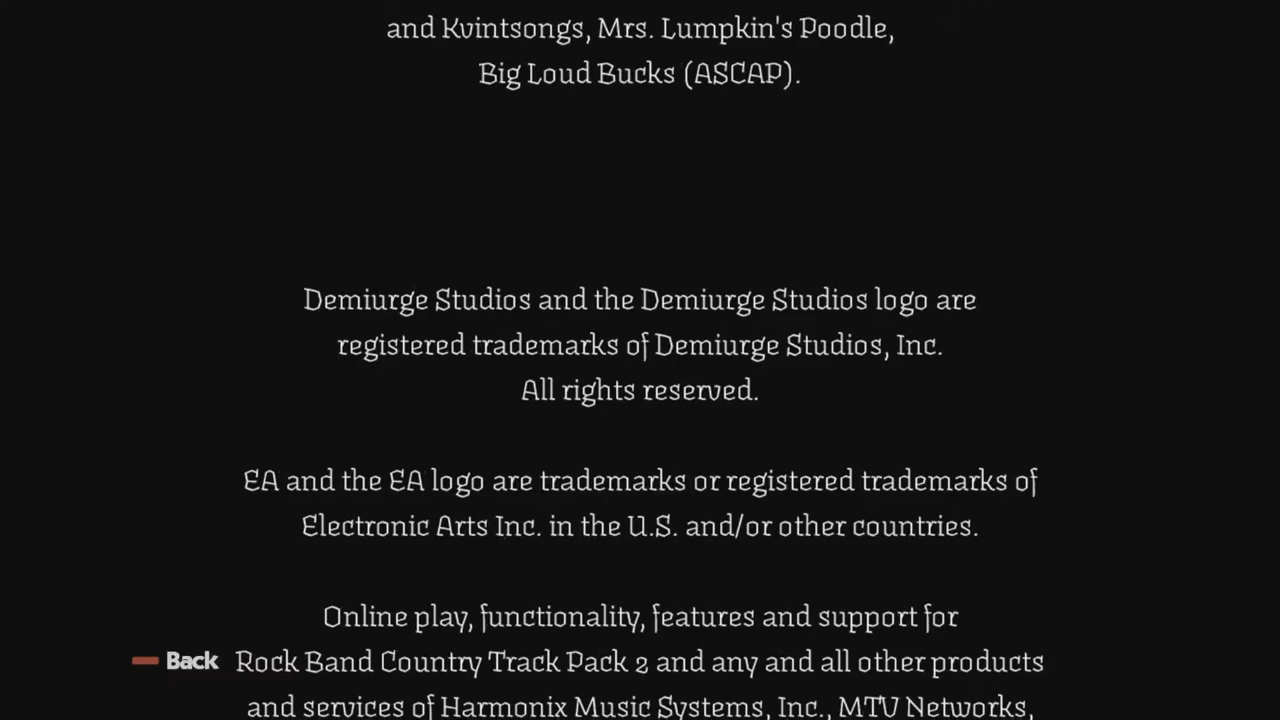 and Kvintsongs, Mrs. Lumpkin's Poodle,
Big Loud Bucks (ASCAP).
Demiurge Studios and the Demiurge Studios logo are
registered trademarks of Demiurge Studios, Inc.
All rights reserved.
EA and the EA logo are trademarks or registered trademarks of
Electronic Arts Inc. in the U.S. and/or other countries.
Online play, functionality, features and support for
Back
Rock Band Country Track Pack 2 and any and all other products
and services of Harmonix Music Systems, Inc., MTV Networks,